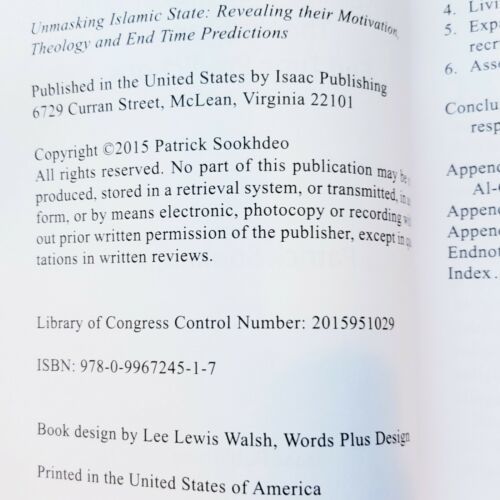 Unmasking Islamic State: Revealing their Motivation,
Theology and End Time Predictions
Published in the United States by Isaac Publishing
6729 Curran Street, McLean, Virginia 22101
Copyright ©2015 Patrick Sookhdeo
All rights reserved. No part of this publication may be
produced, stored in a retrieval system, or transmitted, in
form, or by means electronic, photocopy or recording
out prior written permission of the publisher, except in
tations in written reviews.
Library of Congress Control Number: 2015951029
ISBN: 978-0-9967245-1-7
Book design by Lee Lewis Walsh, Words Plus Design
Printed in the United States of America
4. Livi
5. Exp
recr
6. Asse
Conclu
resp
Appen
Al-
Appen
Appen
Endnot
Index.